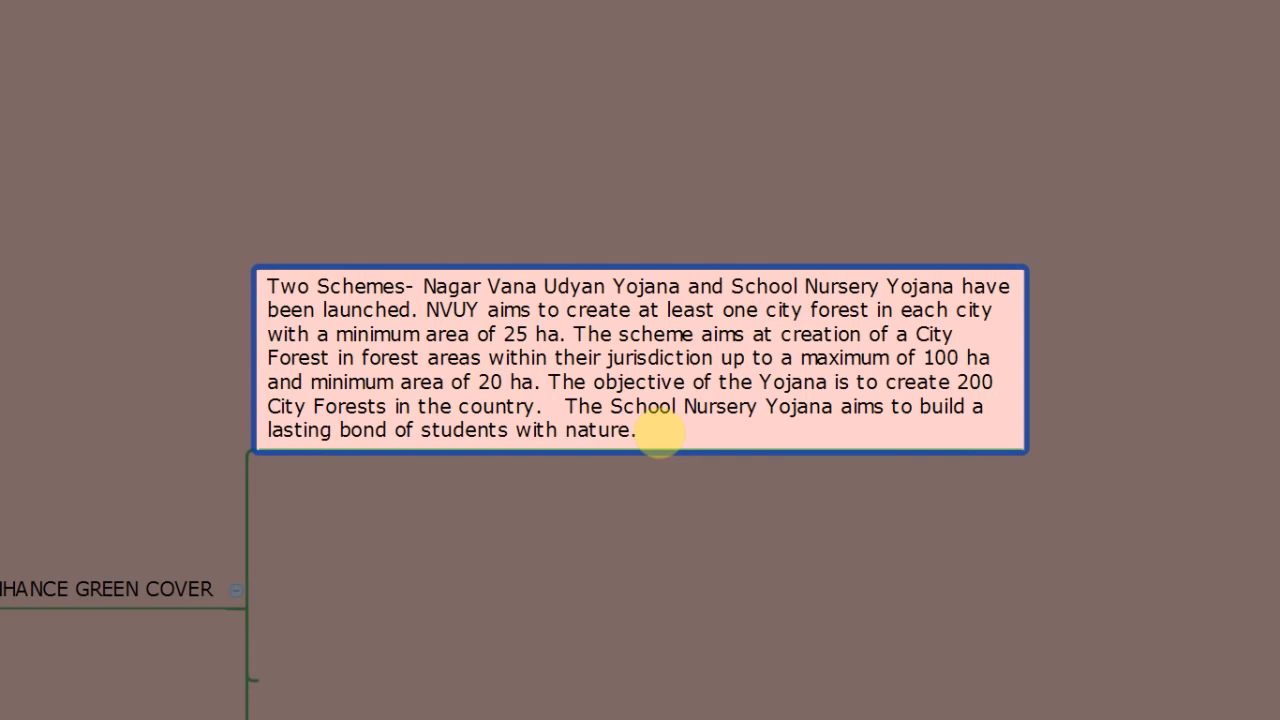 Two Schemes- Nagar Vana Udyan Yojana and School Nursery Yojana have
been launched. NVUY aims to create at least one city forest in each city
with a minimum area of 25 ha. The scheme aims at creation of a City
Forest in forest areas within their jurisdiction up to a maximum of 100 ha
and minimum area of 20 ha. The objective of the Yojana is to create 200
City Forests in the country. The School Nursery Yojana aims to build a
lasting bond of students with nature.
GREEN COVER